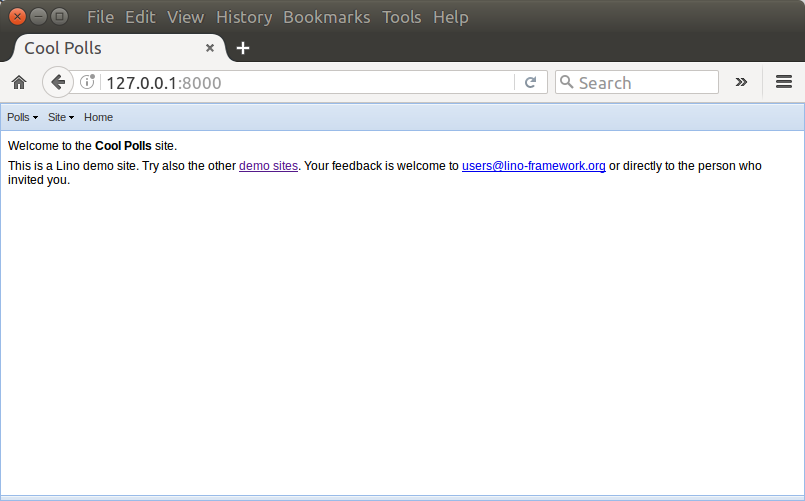 File Edit View History Bookmarks Tools Help
Cool Polls
127.0.0.1:8000
Search
Polls Site Home
Welcome to the Cool Polls site.
This is a Lino demo site. Try also the other demo sites. Your feedback is welcome to users@lino-framework.org or directly to the person who
invited you.